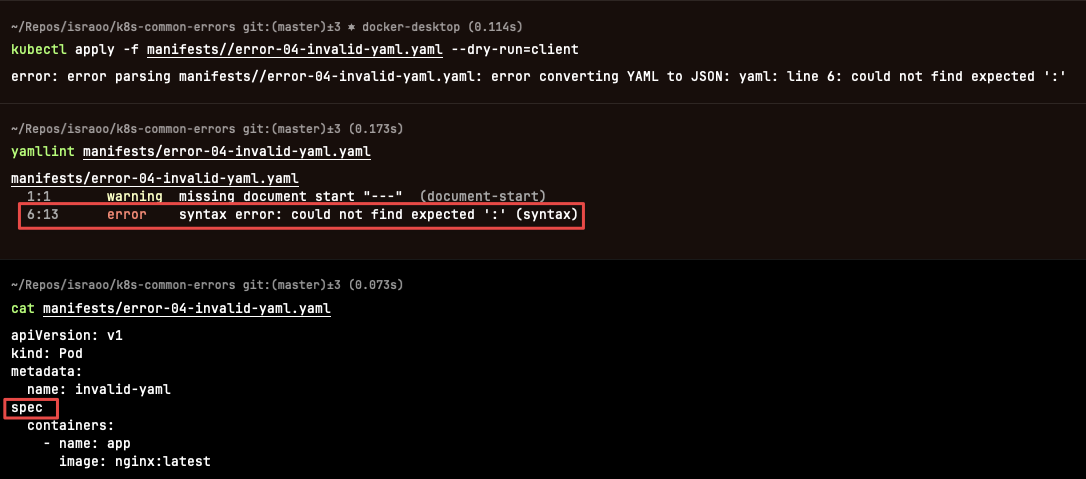 ~/Repos/israoo/k8s-common-errors git:(master)±3 ⎈ docker-desktop (0.114s)
kubectl apply -f manifests//error-04-invalid-yaml.yaml --dry-run=client
error: error parsing manifests//error-04-invalid-yaml.yaml: error converting YAML to JSON: yaml: line 6: could not find expected ':'
~/Repos/israoo/k8s-common-errors git:(master)±3 (0.173s)
yamllint manifests/error-04-invalid-yaml.yaml
manifests/error-04-invalid-yaml.yaml
  1:1       warning  missing document start "---"  (document-start)
  6:13      error    syntax error: could not find expected ':' (syntax)
~/Repos/israoo/k8s-common-errors git:(master)±3 (0.073s)
cat manifests/error-04-invalid-yaml.yaml
apiVersion: v1
kind: Pod
metadata:
  name: invalid-yaml
spec
  containers:
    - name: app
      image: nginx:latest